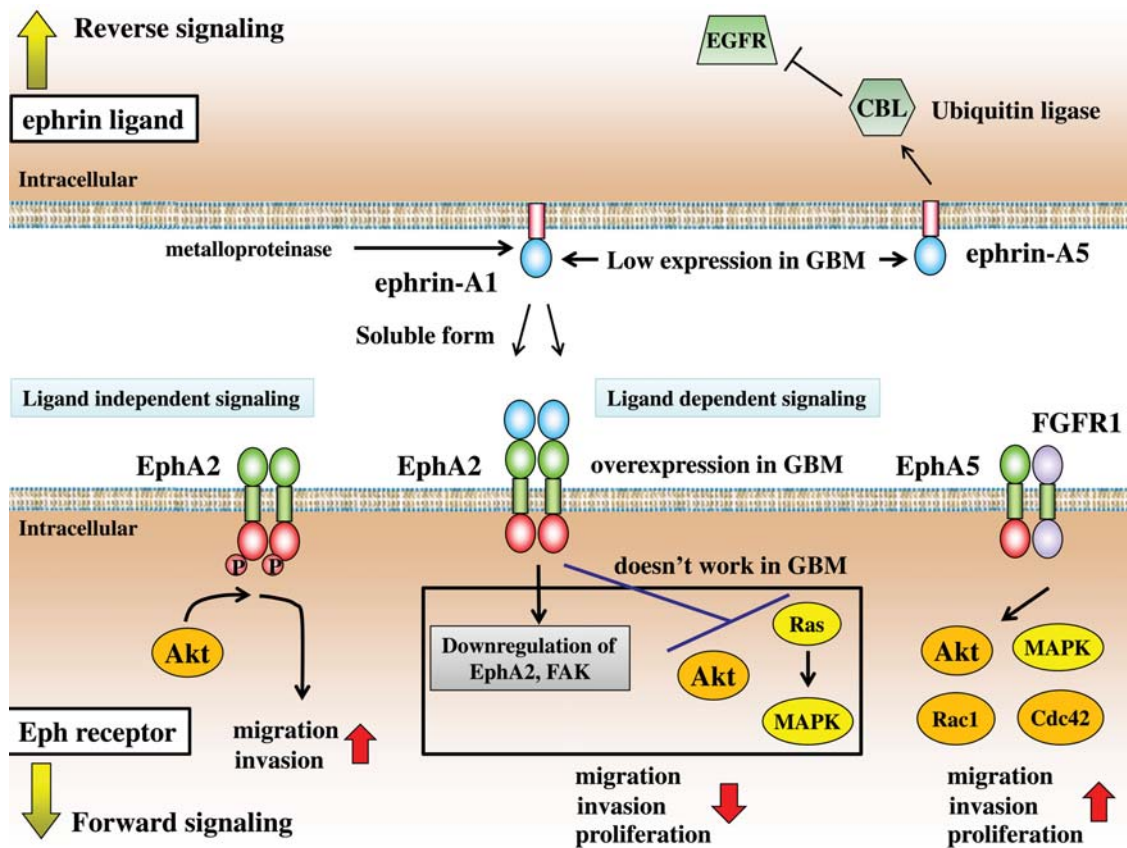 Reverse signaling
EGFR
ephrin ligand
CBL
Ubiquitin ligase
Intracellular
metalloproteinase
ephrin-A1
Low expression in GBM
ephrin-A5
Soluble form
Ligand independent signaling
Ligand dependent signaling
FGFR1
EphA2
EphA2
overexpression in GBM
EphA5
Intracellular
P
P
doesn't work in GBM
Akt
Downregulation of
EphA2, FAK
Akt
Ras
MAPK
Akt
MAPK
Rac1
Cdc42
Eph receptor
migration
invasion
migration
invasion
proliferation
migration
invasion
proliferation
Forward signaling